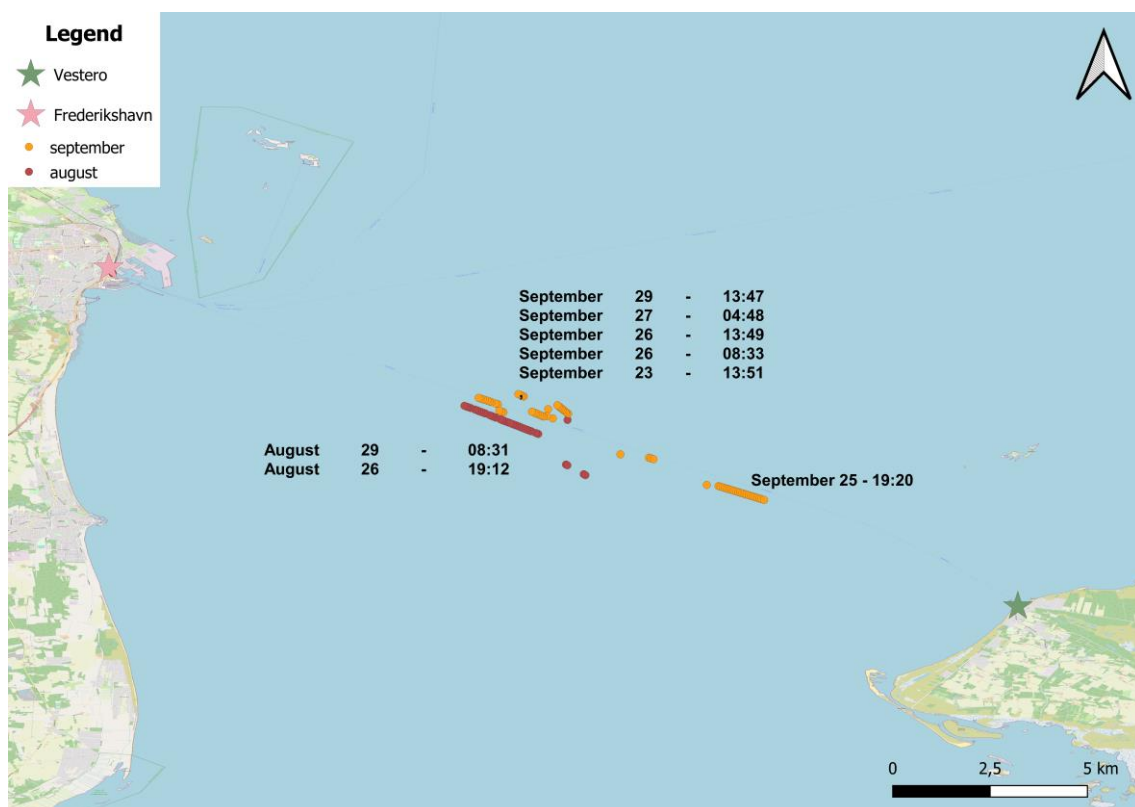 Legend
Vestero
Frederikshavn
september
august
September 29 - 13:47
September 27 - 04:48
September 26 - 13:49
September 26 - 08:33
September 23 - 13:51
August 29 - 08:31
August 26 - 19:12
September 25 - 19:20
0 2,5 5 km